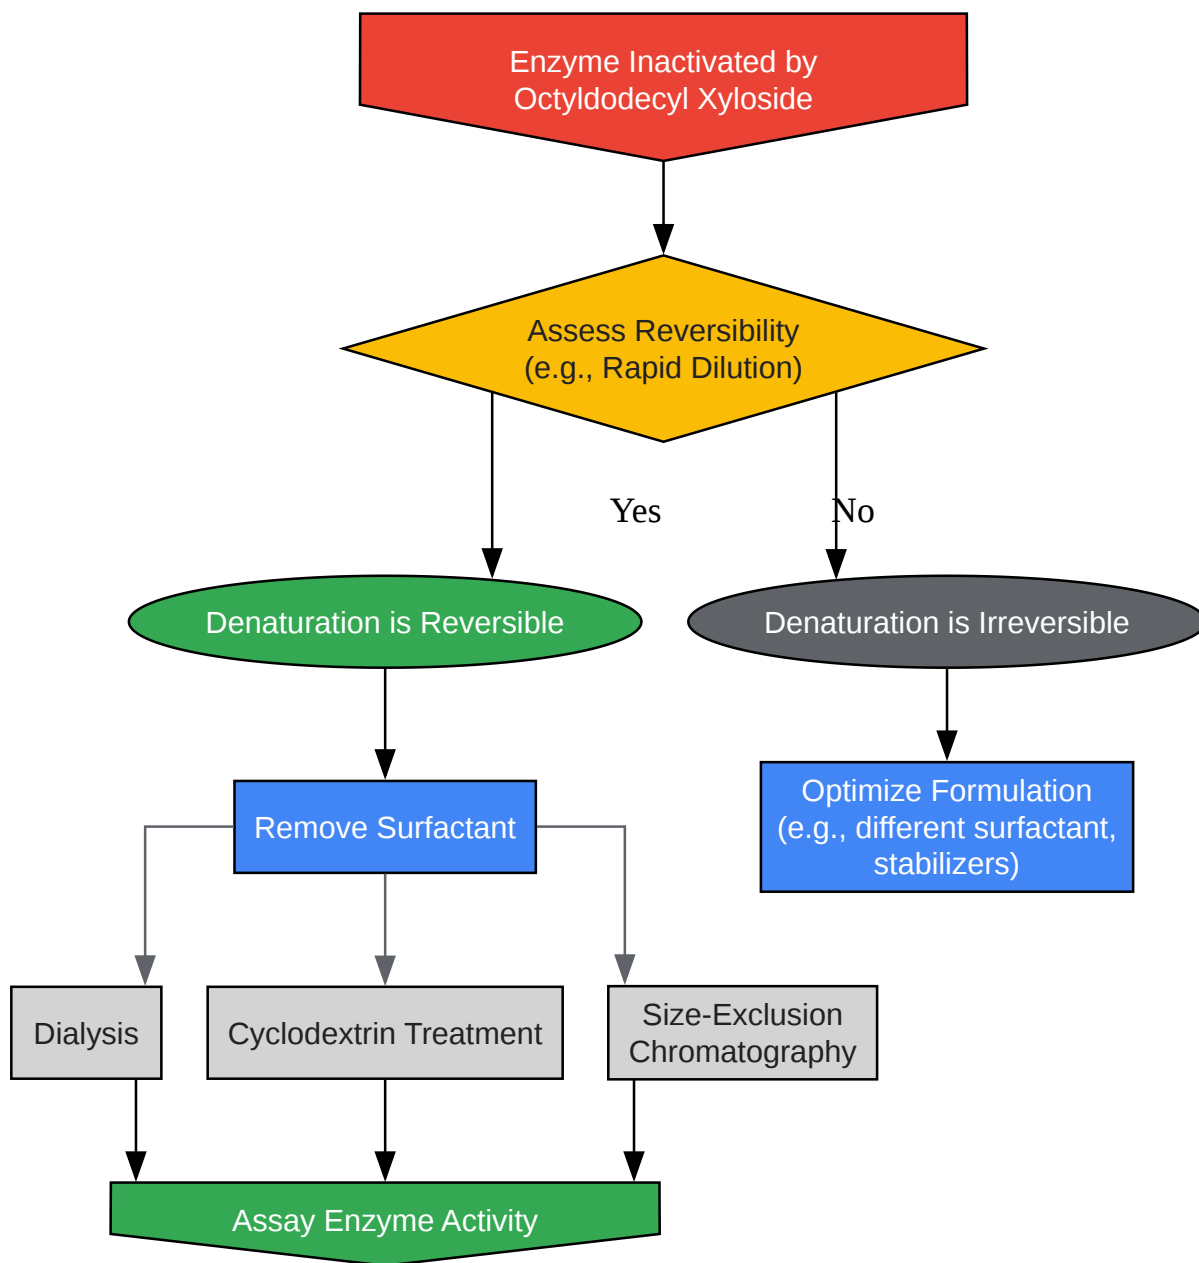 Enzyme Inactivated by
Octyldodecyl Xyloside
Assess Reversibility
(e.g., Rapid Dilution)
Yes
No
Denaturation is Reversible
Denaturation is Irreversible
Remove Surfactant
Optimize Formulation
(e.g., different surfactant,
stabilizers)
Dialysis
Cyclodextrin Treatment
Size-Exclusion
Chromatography
Assay Enzyme Activity